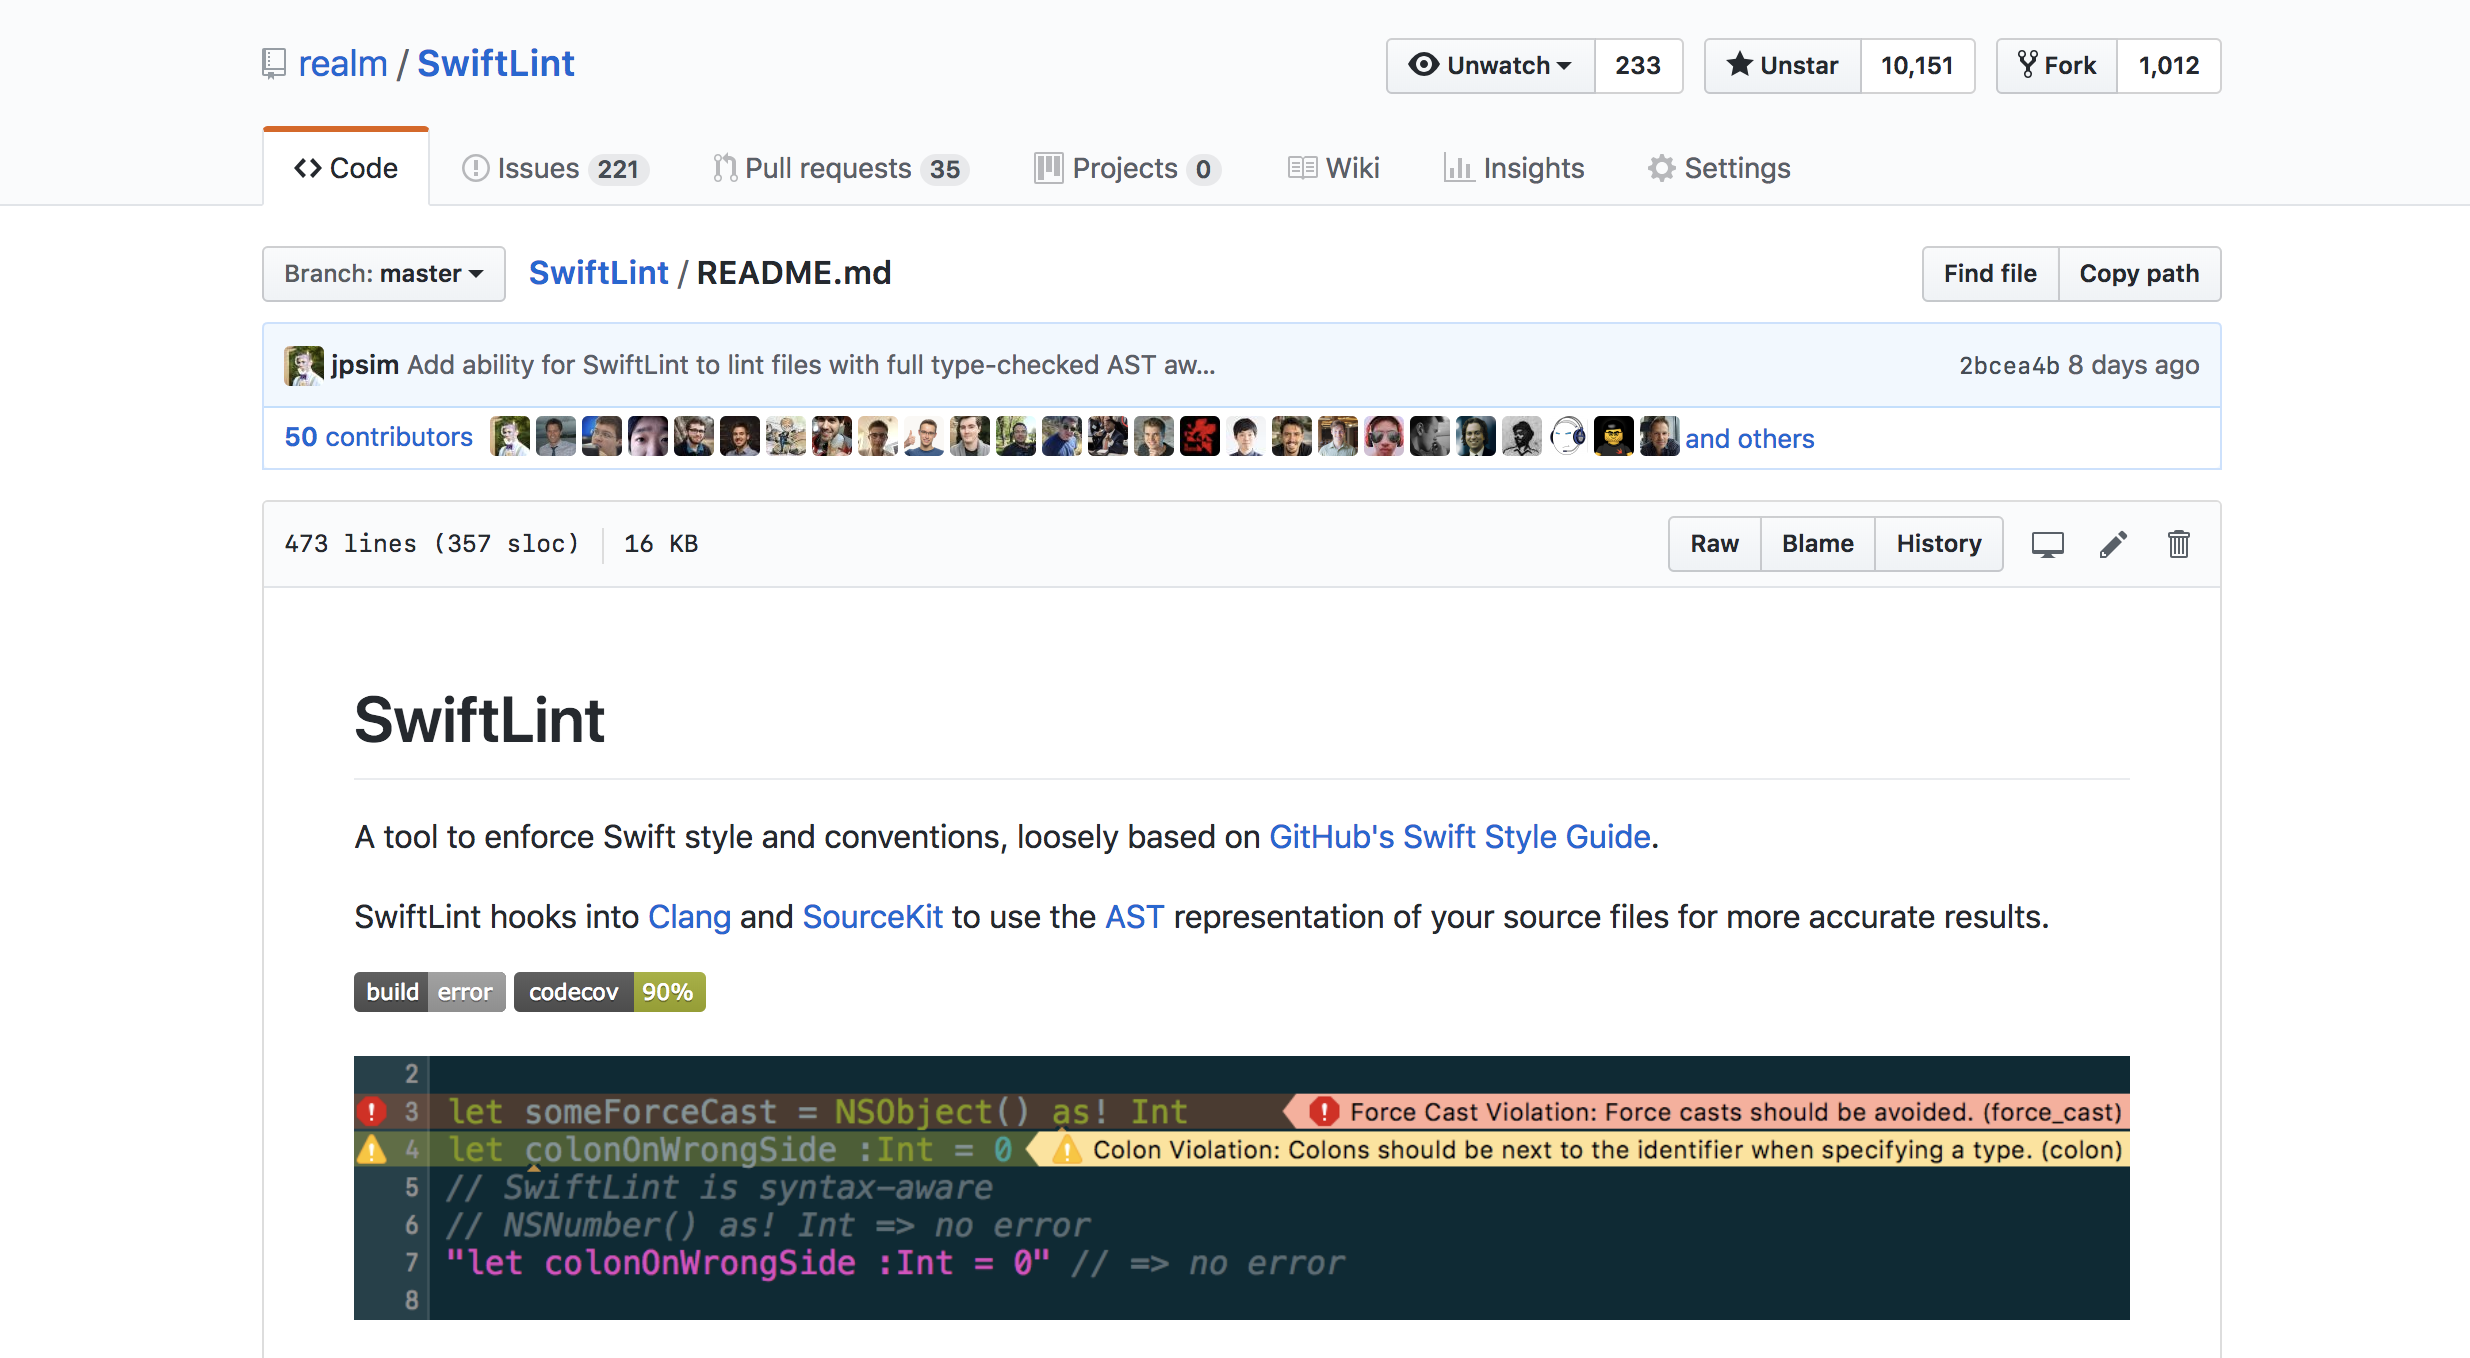 realm / SwiftLint
Unwatch 233 Unstar 10,151 Fork 1,012
Code Issues 221 Pull requests 35 Projects 0 Wiki Insights Settings
Branch: master SwiftLint / README.md Find file Copy path
jpsim Add ability for SwiftLint to lint files with full type-checked AST aw... 2bcea4b 8 days ago
50 contributors and others
473 lines (357 sloc) 16 KB Raw Blame History
SwiftLint
A tool to enforce Swift style and conventions, loosely based on GitHub's Swift Style Guide.
SwiftLint hooks into Clang and SourceKit to use the AST representation of your source files for more accurate results.
build error codecov 90%
2
3 let someForceCast = NSObject() as! Int Force Cast Violation: Force casts should be avoided. (force_cast)
4 let colonOnWrongSide :Int = 0 Colon Violation: Colons should be next to the identifier when specifying a type. (colon)
5 // SwiftLint is syntax-aware
6 // NSNumber() as! Int => no error
7 "let colonOnWrongSide :Int = 0" // => no error
8